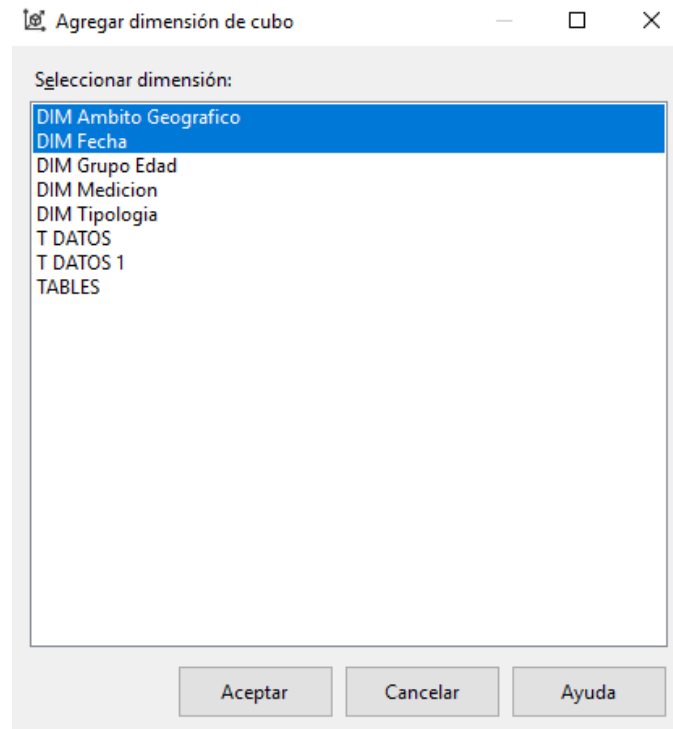 Agregar dimensión de cubo
Seleccionar dimensión:
DIM Ambito Geografico
DIM Fecha
DIM Grupo Edad
DIM Medicion
DIM Tipologia
T DATOS
T DATOS 1
TABLES
Aceptar Cancelar Ayuda